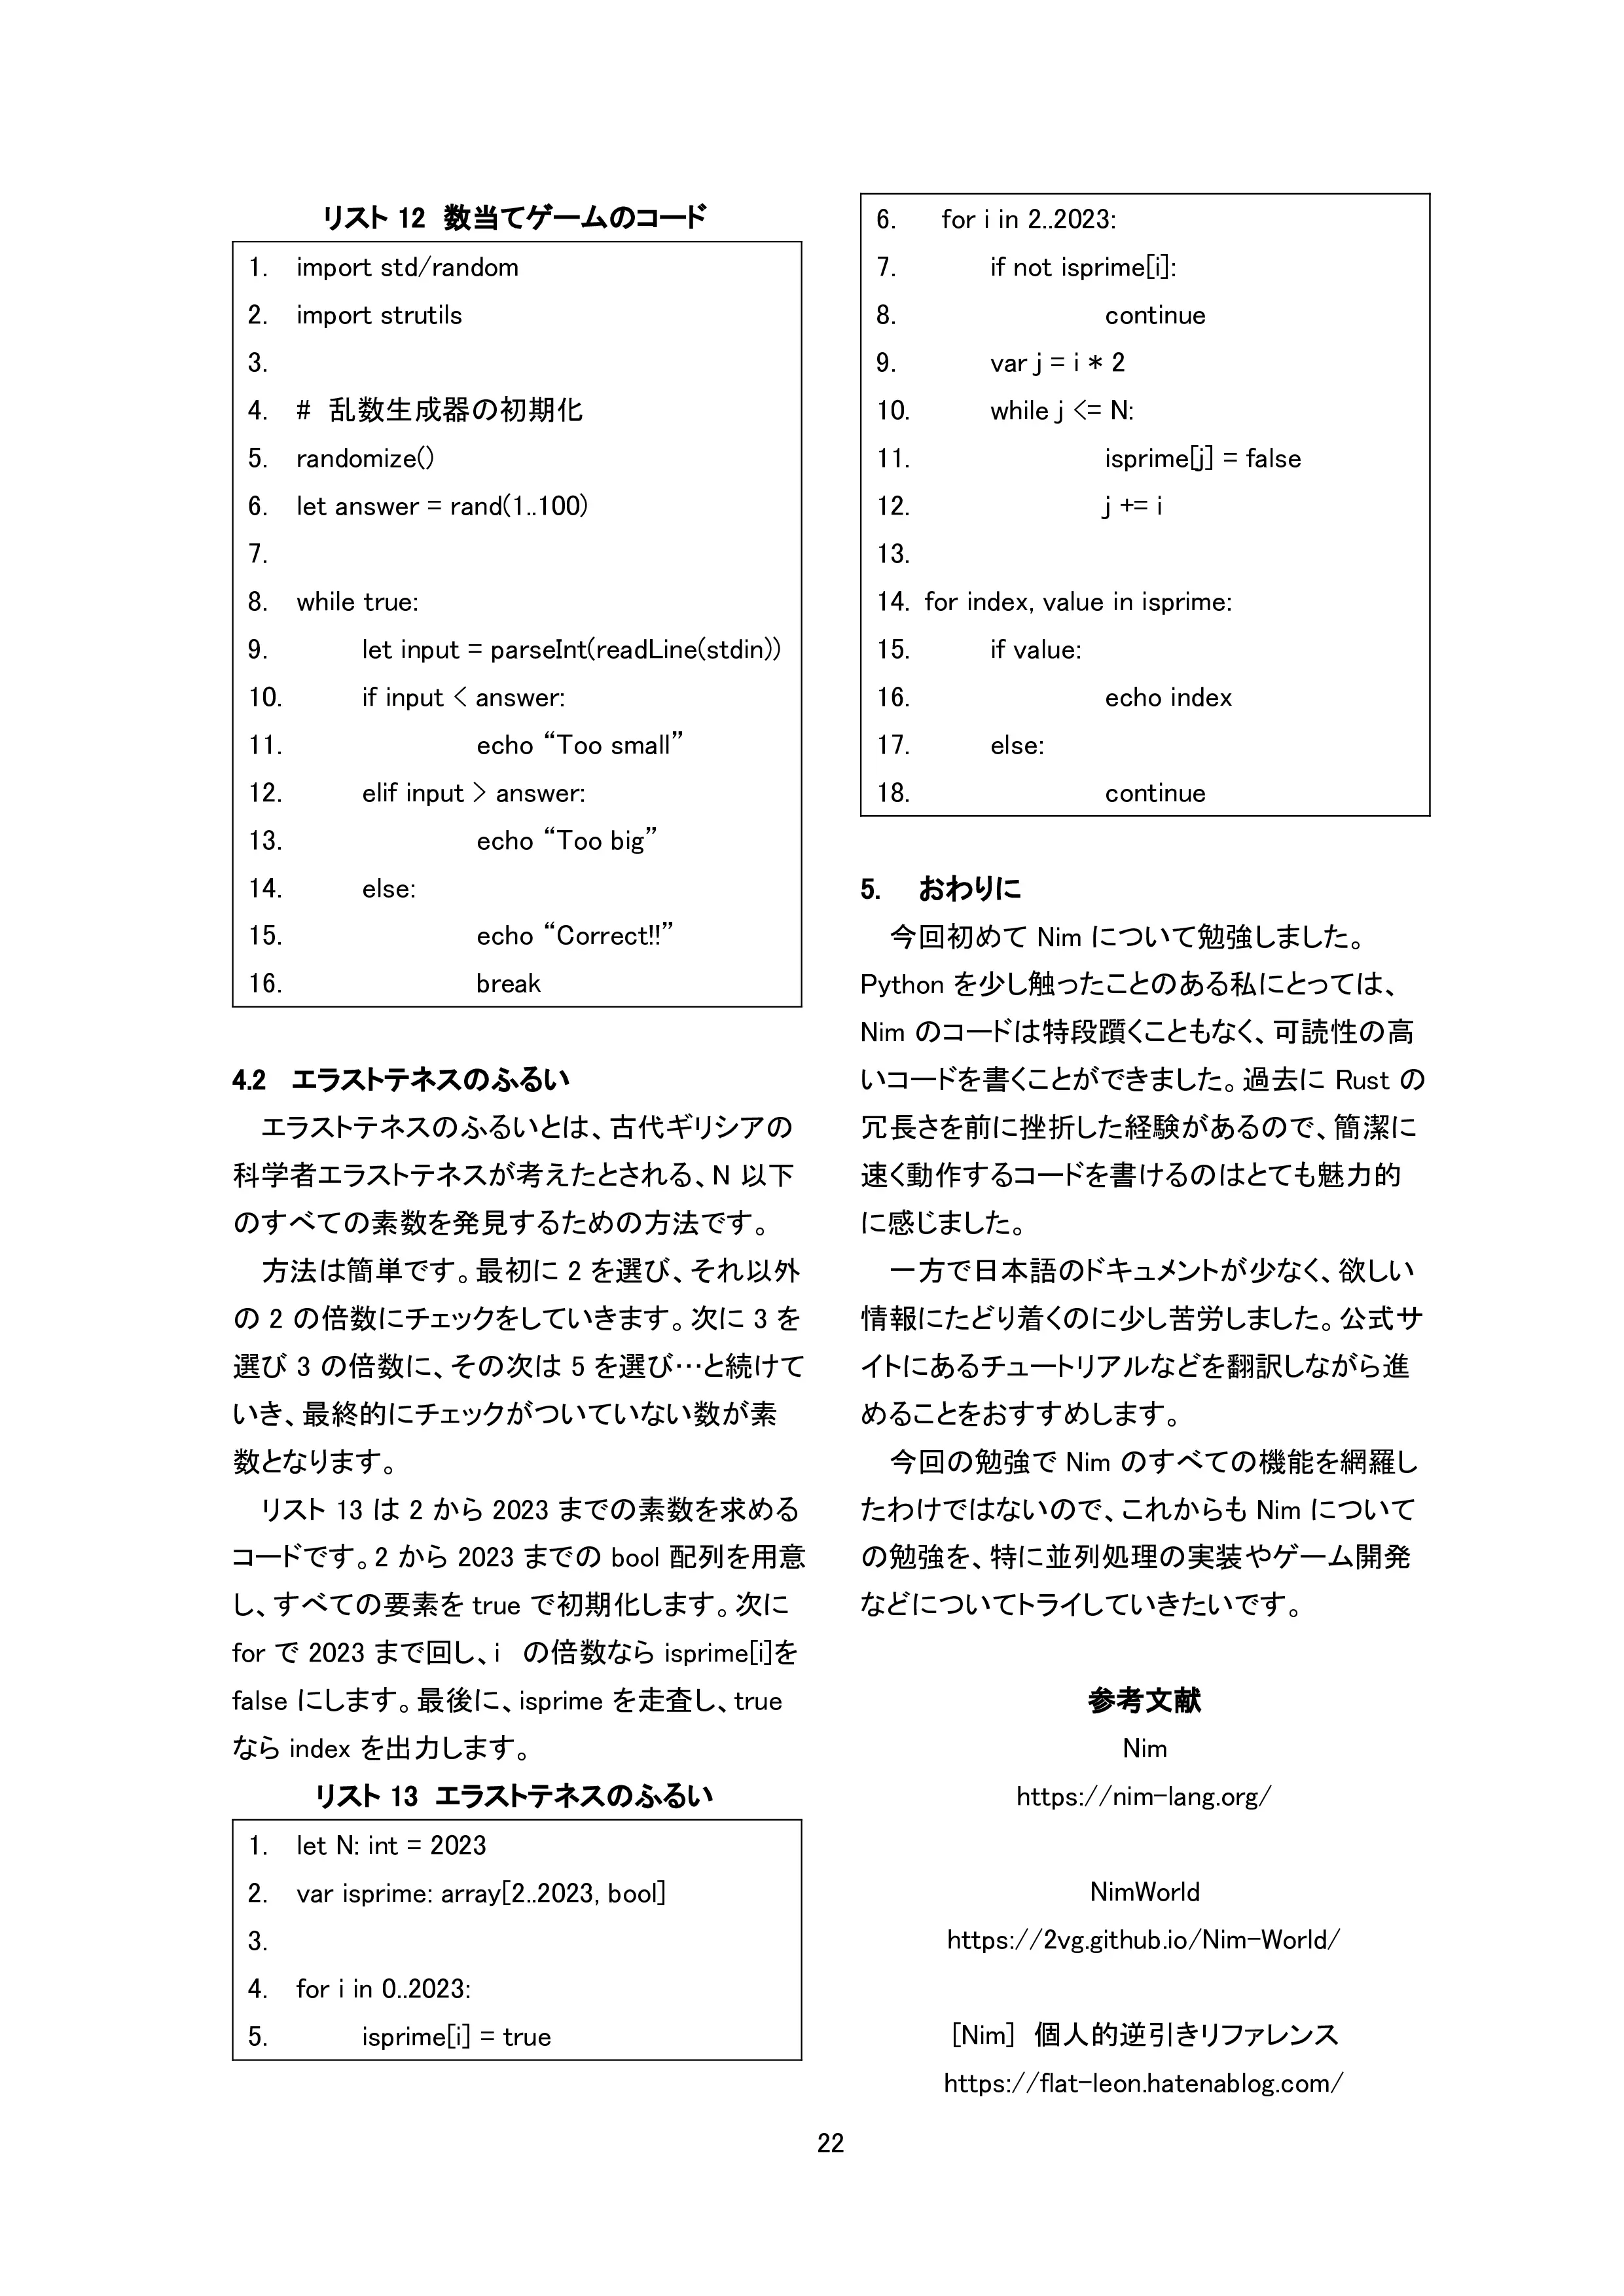 リスト 12 数当てゲームのコード
1. import std/random
2. import strutils
3.
4. # 乱数生成器の初期化
5. randomize()
6. let answer = rand(1..100)
7.
8. while true:
9. let input = parseInt(readLine(stdin))
10. if input < answer:
11. echo “Too small”
12. elif input > answer:
13. echo “Too big”
14. else:
15. echo “Correct!!”
16. break
4.2 エラストテネスのふるい
エラストテネスのふるいとは、古代ギリシアの
科学者エラストテネスが考えたとされる、N 以下
のすべての素数を発見するための方法です。
方法は簡単です。最初に 2 を選び、それ以外
の 2 の倍数にチェックをしていきます。次に 3 を
選び 3 の倍数に、その次は 5 を選び…と続けて
いき、最終的にチェックがついていない数が素
数となります。
リスト 13 は 2 から 2023 までの素数を求める
コードです。2 から 2023 までの bool 配列を用意
し、すべての要素を true で初期化します。次に
for で 2023 まで回し、i の倍数なら isprime[i]を
false にします。最後に、isprime を走査し、true
なら index を出力します。
リスト 13 エラストテネスのふるい
1. let N: int = 2023
2. var isprime: array[2..2023, bool]
3.
4. for i in 0..2023:
5. isprime[i] = true
6. for i in 2..2023:
7. if not isprime[i]:
8. continue
9. var j = i * 2
10. while j <= N:
11. isprime[j] = false
12. j += i
13.
14. for index, value in isprime:
15. if value:
16. echo index
17. else:
18. continue
5. おわりに
今回初めて Nim について勉強しました。
Python を少し触ったことのある私にとっては、
Nim のコードは特段躓くこともなく、可読性の高
いコードを書くことができました。過去に Rust の
冗長さを前に挫折した経験があるので、簡潔に
速く動作するコードを書けるのはとても魅力的
に感じました。
一方で日本語のドキュメントが少なく、欲しい
情報にたどり着くのに少し苦労しました。公式サ
イトにあるチュートリアルなどを翻訳しながら進
めることをおすすめします。
今回の勉強で Nim のすべての機能を網羅し
たわけではないので、これからも Nim について
の勉強を、特に並列処理の実装やゲーム開発
などについてトライしていきたいです。
参考文献
Nim
https://nim-lang.org/
NimWorld
https://2vg.github.io/Nim-World/
[Nim] 個人的逆引きリファレンス
https://flat-leon.hatenablog.com/
22